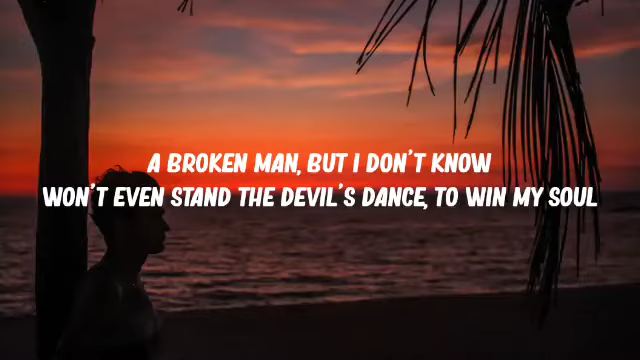 A BROKEN MAN, BUT I DON'T KNOW
WON'T EVEN STAND THE DEVIL'S DANCE, TO WIN MY SOUL